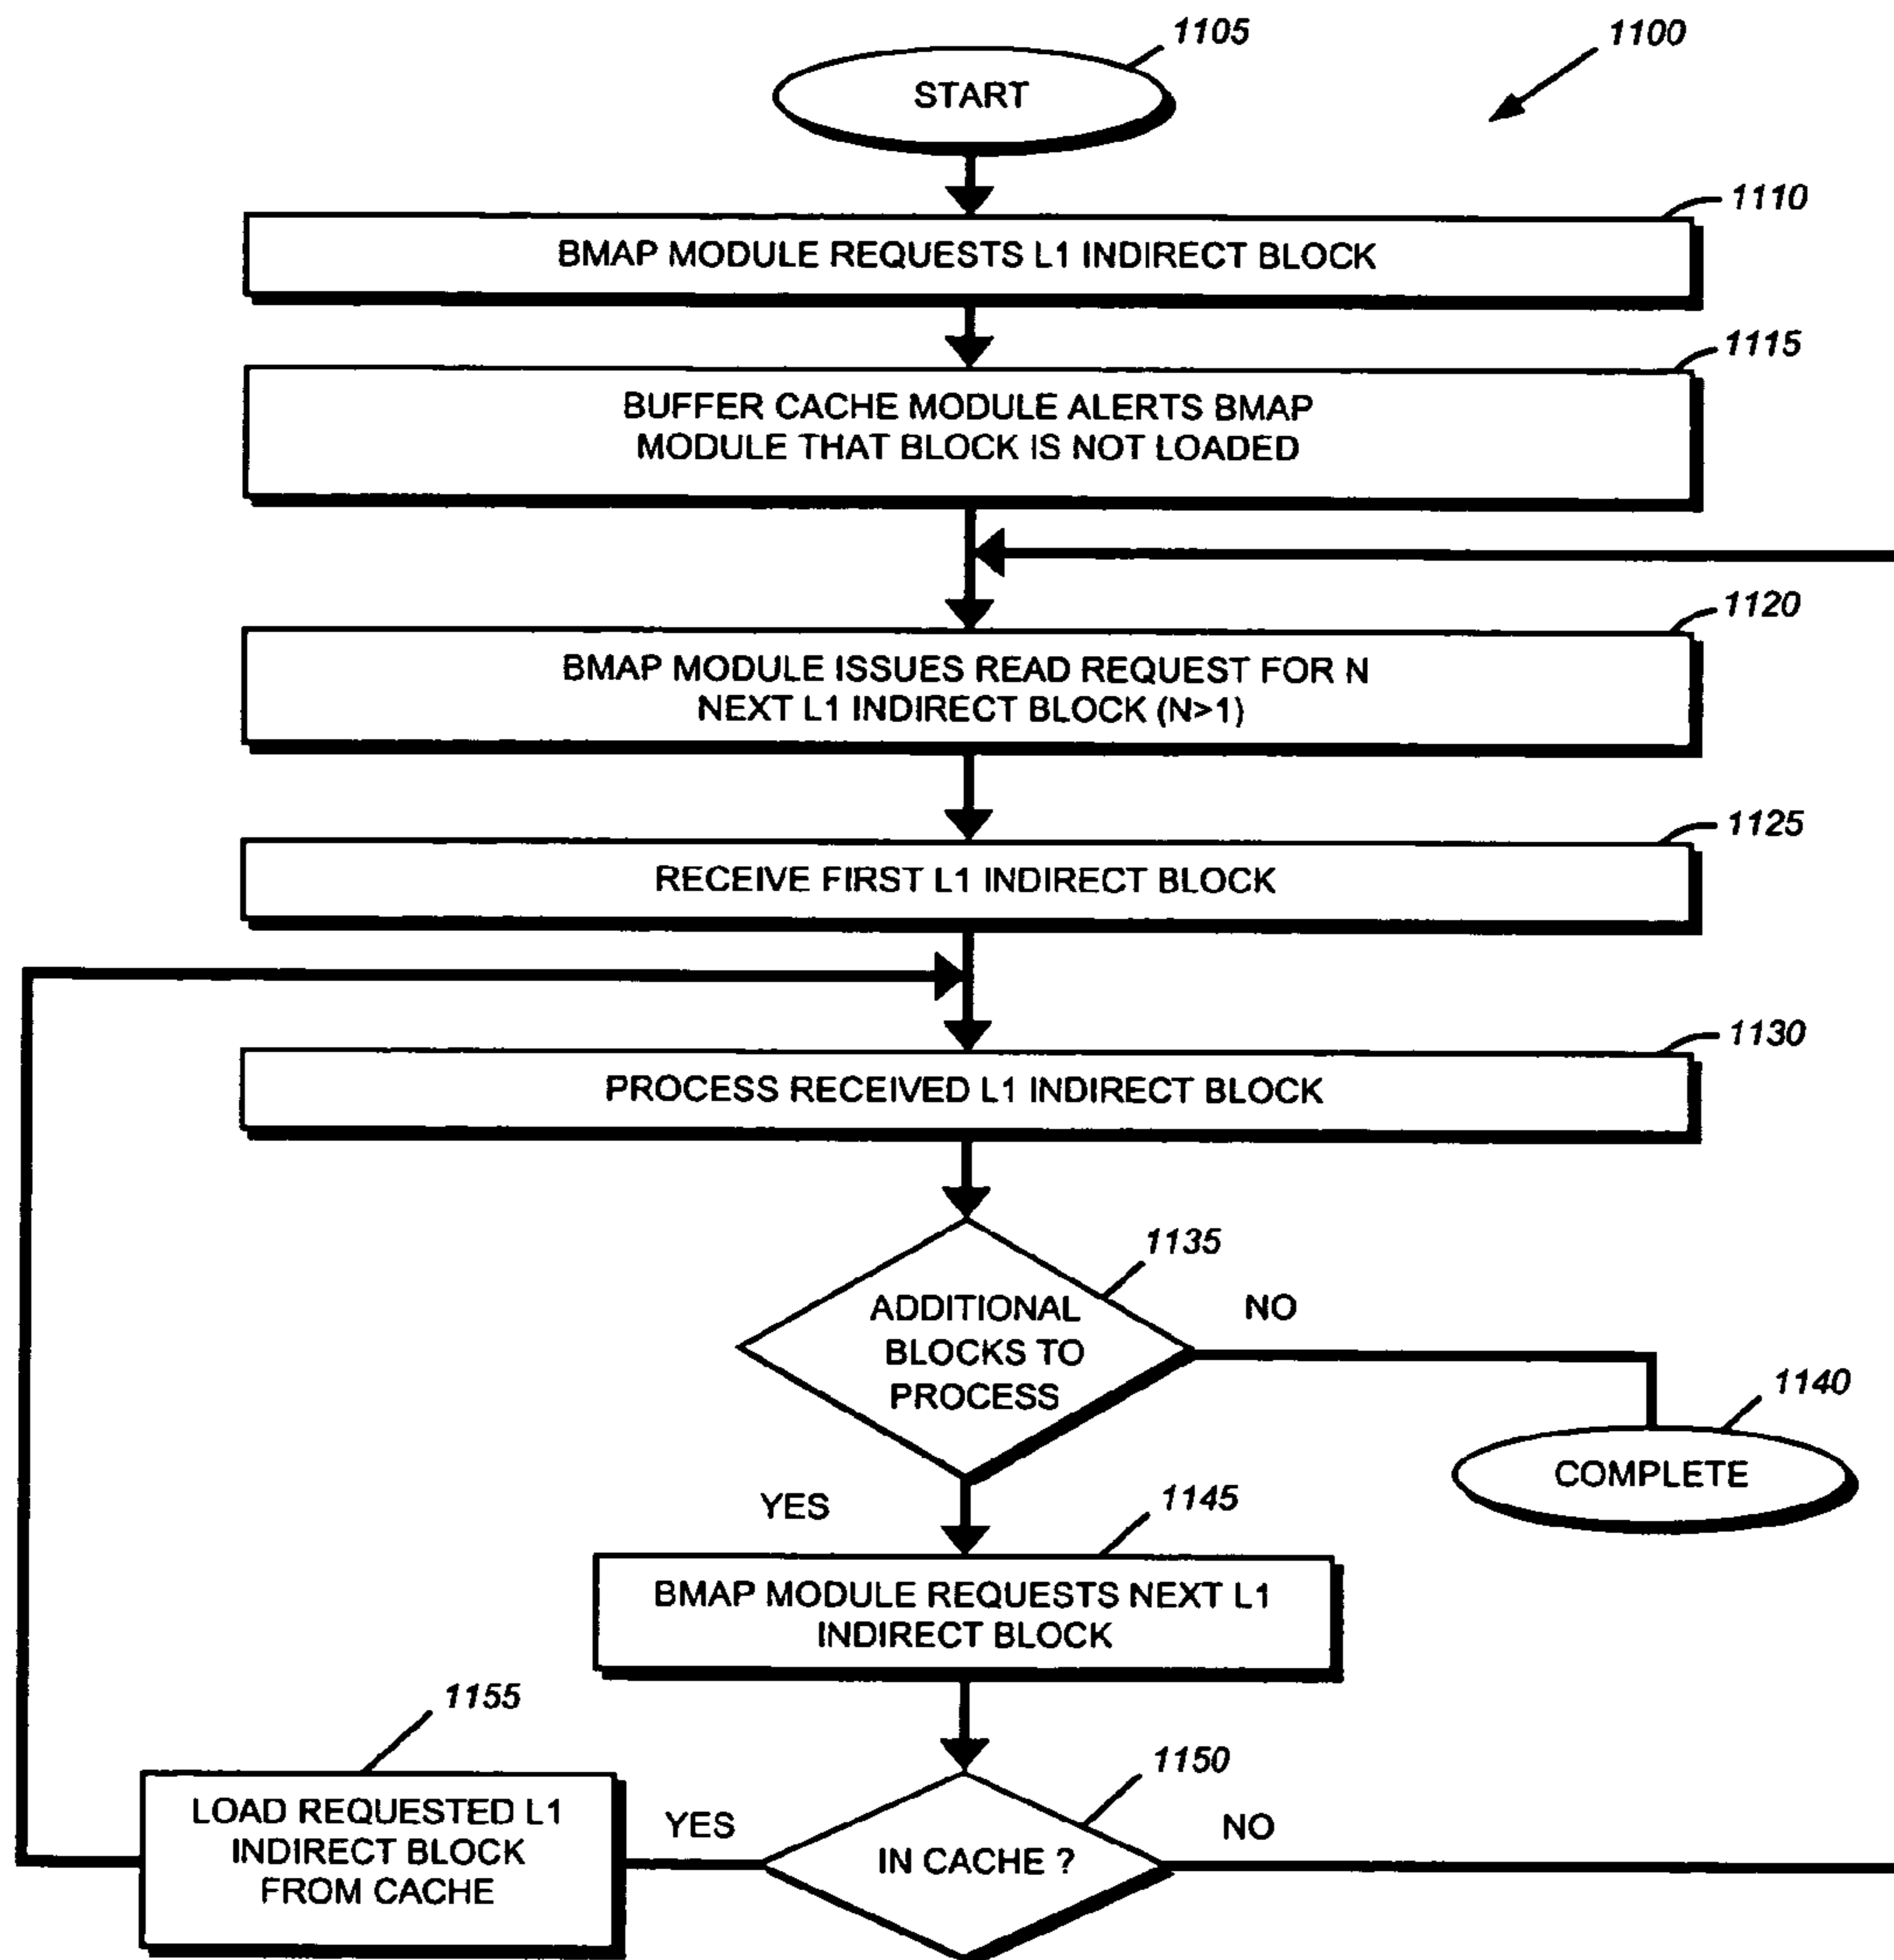 1105
1100
START
1110
BMAP MODULE REQUESTS L1 INDIRECT BLOCK
1115
BUFFER CACHE MODULE ALERTS BMAP
MODULE THAT BLOCK IS NOT LOADED
1120
BMAP MODULE ISSUES READ REQUEST FOR N
NEXT L1 INDIRECT BLOCK (N>1)
1125
RECEIVE FIRST L1 INDIRECT BLOCK
1130
PROCESS RECEIVED L1 INDIRECT BLOCK
1135
ADDITIONAL
BLOCKS TO
PROCESS
NO
1140
COMPLETE
YES
1145
BMAP MODULE REQUESTS NEXT L1
INDIRECT BLOCK
1155
LOAD REQUESTED L1
INDIRECT BLOCK
FROM CACHE
YES
1150
IN CACHE ?
NO